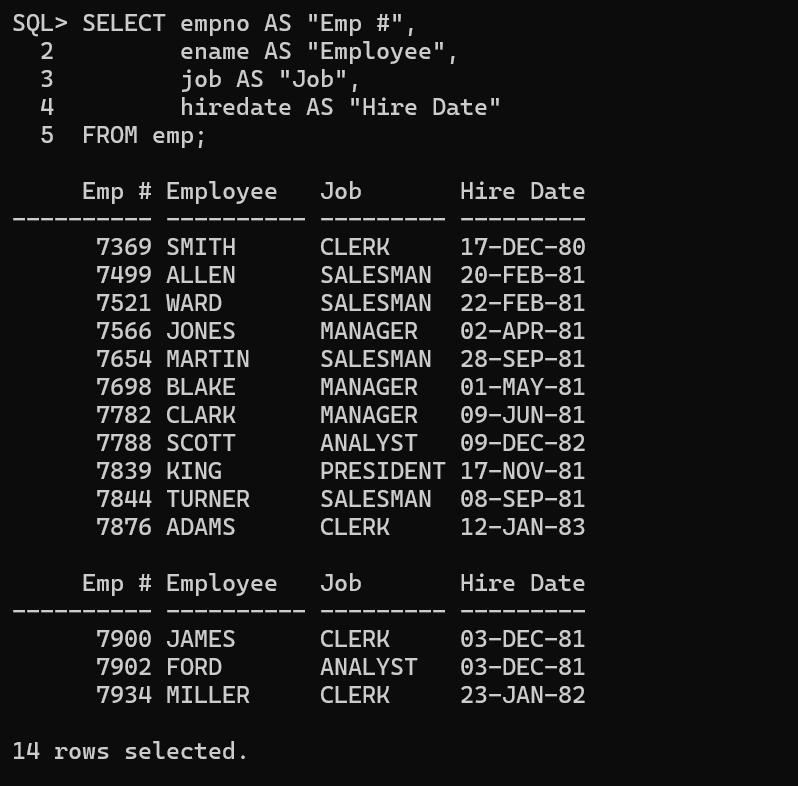 SQL> SELECT empno AS "Emp #",
  2         ename AS "Employee",
  3         job AS "Job",
  4         hiredate AS "Hire Date"
  5  FROM emp;

     Emp # Employee   Job       Hire Date
---------- ---------- --------- ---------
      7369 SMITH      CLERK     17-DEC-80
      7499 ALLEN      SALESMAN  20-FEB-81
      7521 WARD       SALESMAN  22-FEB-81
      7566 JONES      MANAGER   02-APR-81
      7654 MARTIN     SALESMAN  28-SEP-81
      7698 BLAKE      MANAGER   01-MAY-81
      7782 CLARK      MANAGER   09-JUN-81
      7788 SCOTT      ANALYST   09-DEC-82
      7839 KING       PRESIDENT 17-NOV-81
      7844 TURNER     SALESMAN  08-SEP-81
      7876 ADAMS      CLERK     12-JAN-83

     Emp # Employee   Job       Hire Date
---------- ---------- --------- ---------
      7900 JAMES      CLERK     03-DEC-81
      7902 FORD       ANALYST   03-DEC-81
      7934 MILLER     CLERK     23-JAN-82

14 rows selected.